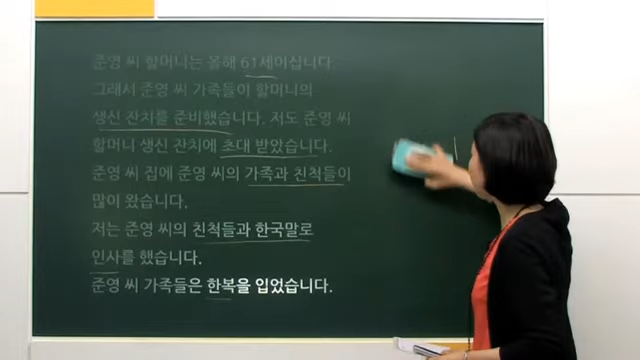 준영 씨 할머니는 올해 61세이십니다.
그래서 준영 씨 가족들이 할머니의
생신 잔치를 준비했습니다. 저도 준영 씨
할머니 생신 잔치에 초대 받았습니다.
준영 씨 집에 준영 씨의 가족과 친척들이
많이 왔습니다.
저는 준영 씨의 친척들과 한국말로
인사를 했습니다.
준영 씨 가족들은 한복을 입었습니다.